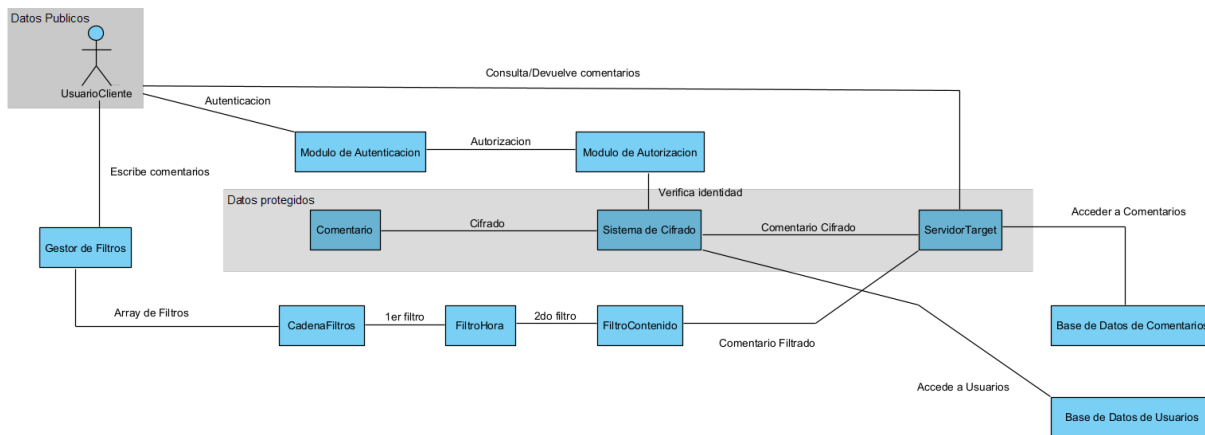 Datos Publicos
UsuarioCliente
Consulta/Devuelve comentarios
Autenticacion
Modulo de Autenticacion
Autorizacion
Modulo de Autorizacion
Escribe comentarios
Verifica identidad
Datos protegidos
Comentario
Cifrado
Sistema de Cifrado
Comentario Cifrado
ServidorTarget
Acceder a Comentarios
Gestor de Filtros
Array de Filtros
CadenaFiltros
1er filtro
FiltroHora
2do filtro
FiltroContenido
Comentario Filtrado
Base de Datos de Comentarios
Accede a Usuarios
Base de Datos de Usuarios